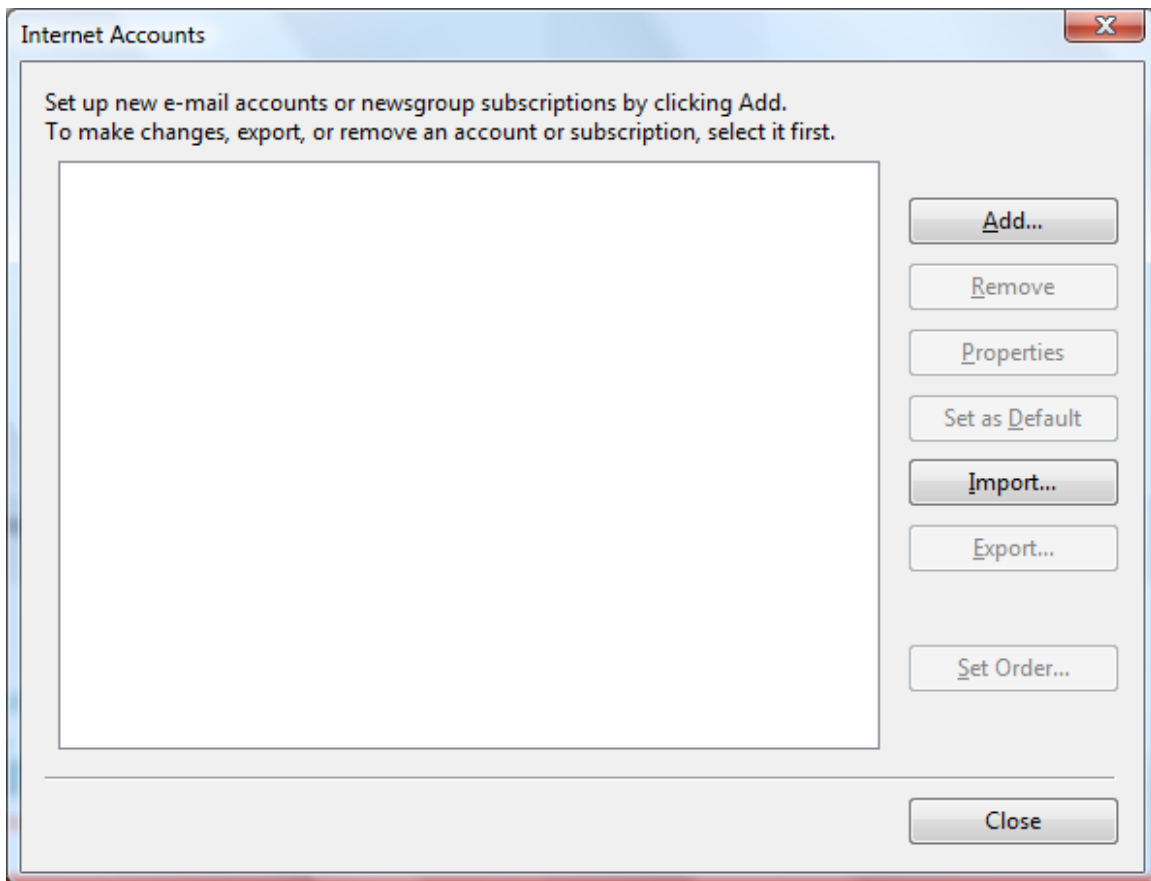 Internet Accounts
Set up new e-mail accounts or newsgroup subscriptions by clicking Add.
To make changes, export, or remove an account or subscription, select it first.
Add...
Remove
Properties
Set as Default
Import...
Export...
Set Order...
Close